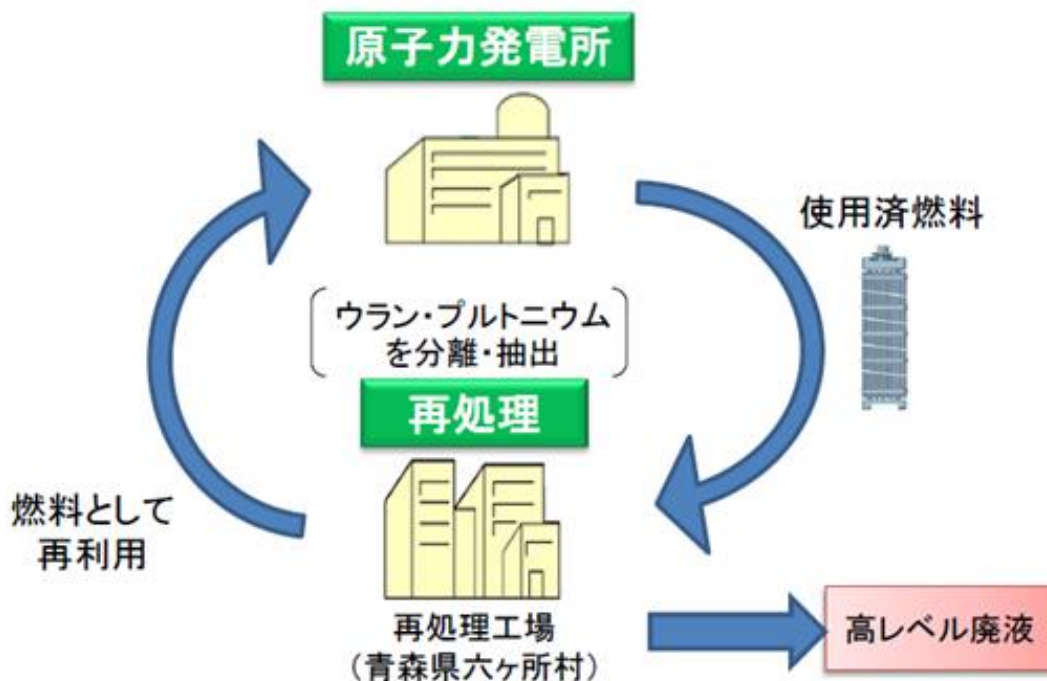 原子力発電所
使用済燃料
ウラン・プルトニウム
を分離・抽出
再処理
燃料として
再利用
再処理工場
（青森県六ヶ所村）
高レベル廃液